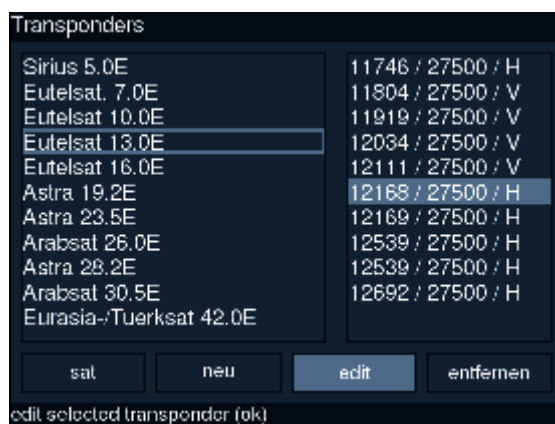 Transponders
Sirius 5.0E
Eutelsat. 7.0E
Eutelsat 10.0E
Eutelsat 13.0E
Eutelsat 16.0E
Astra 19.2E
Astra 23.5E
Arabsat 26.0E
Astra 28.2E
Arabsat 30.5E
Eurasia-/Tuerksat 42.0E
11746 / 27500 / H
11804 / 27500 / V
11919 / 27500 / V
12034 / 27500 / V
12111 / 27500 / V
12168 / 27500 / H
12169 / 27500 / H
12539 / 27500 / H
12539 / 27500 / H
12692 / 27500 / H
sat neu edit entfernen
edit selected transponder (ok)